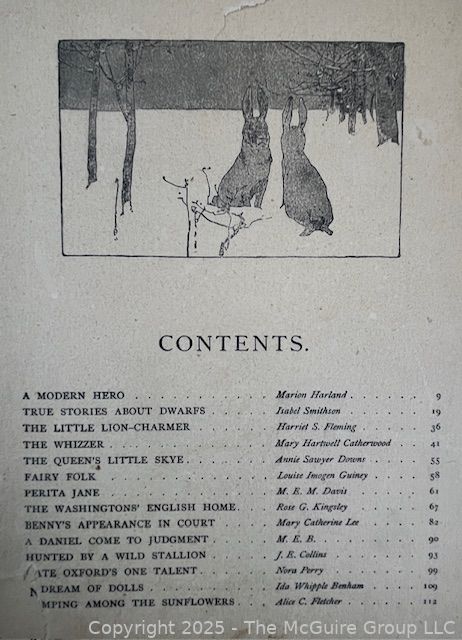 CONTENTS.
A MODERN HERO . . . . . . . . . . Marion Harland . . . . . 9
TRUE STORIES ABOUT DWARFS . . . . . Isabel Smithson . . . . . 19
THE LITTLE LION-CHARMER . . . . . Harriet S. Fleming . . . . . 36
THE WHIZZER . . . . . . . . . . Mary Hartwell Catherwood . . . 41
THE QUEEN'S LITTLE SKYE . . . . . . Annie Sawyer Downs . . . . 55
FAIRY FOLK . . . . . . . . . . Louise Imogen Guiney . . . . 58
PERITA JANE . . . . . . . . . . M. E. M. Davis . . . . . 61
THE WASHINGTONS' ENGLISH HOME . . . Rose G. Kingsley . . . . . 67
BENNY'S APPEARANCE IN COURT . . . . Mary Catherine Lee . . . . 82
A DANIEL COME TO JUDGMENT . . . . . M. E. B. . . . . . . 90
HUNTED BY A WILD STALLION . . . . . J. E. Collins . . . . . 93
ATE OXFORD'S ONE TALENT . . . . . Nora Perry . . . . . . 99
DREAM OF DOLLS . . . . . . . . Ida Whipple Benham . . . . 109
MPING AMONG THE SUNFLOWERS . . . . Alice C. Fletcher . . . . . 112
Copyright 2025 - The McGuire Group LLC